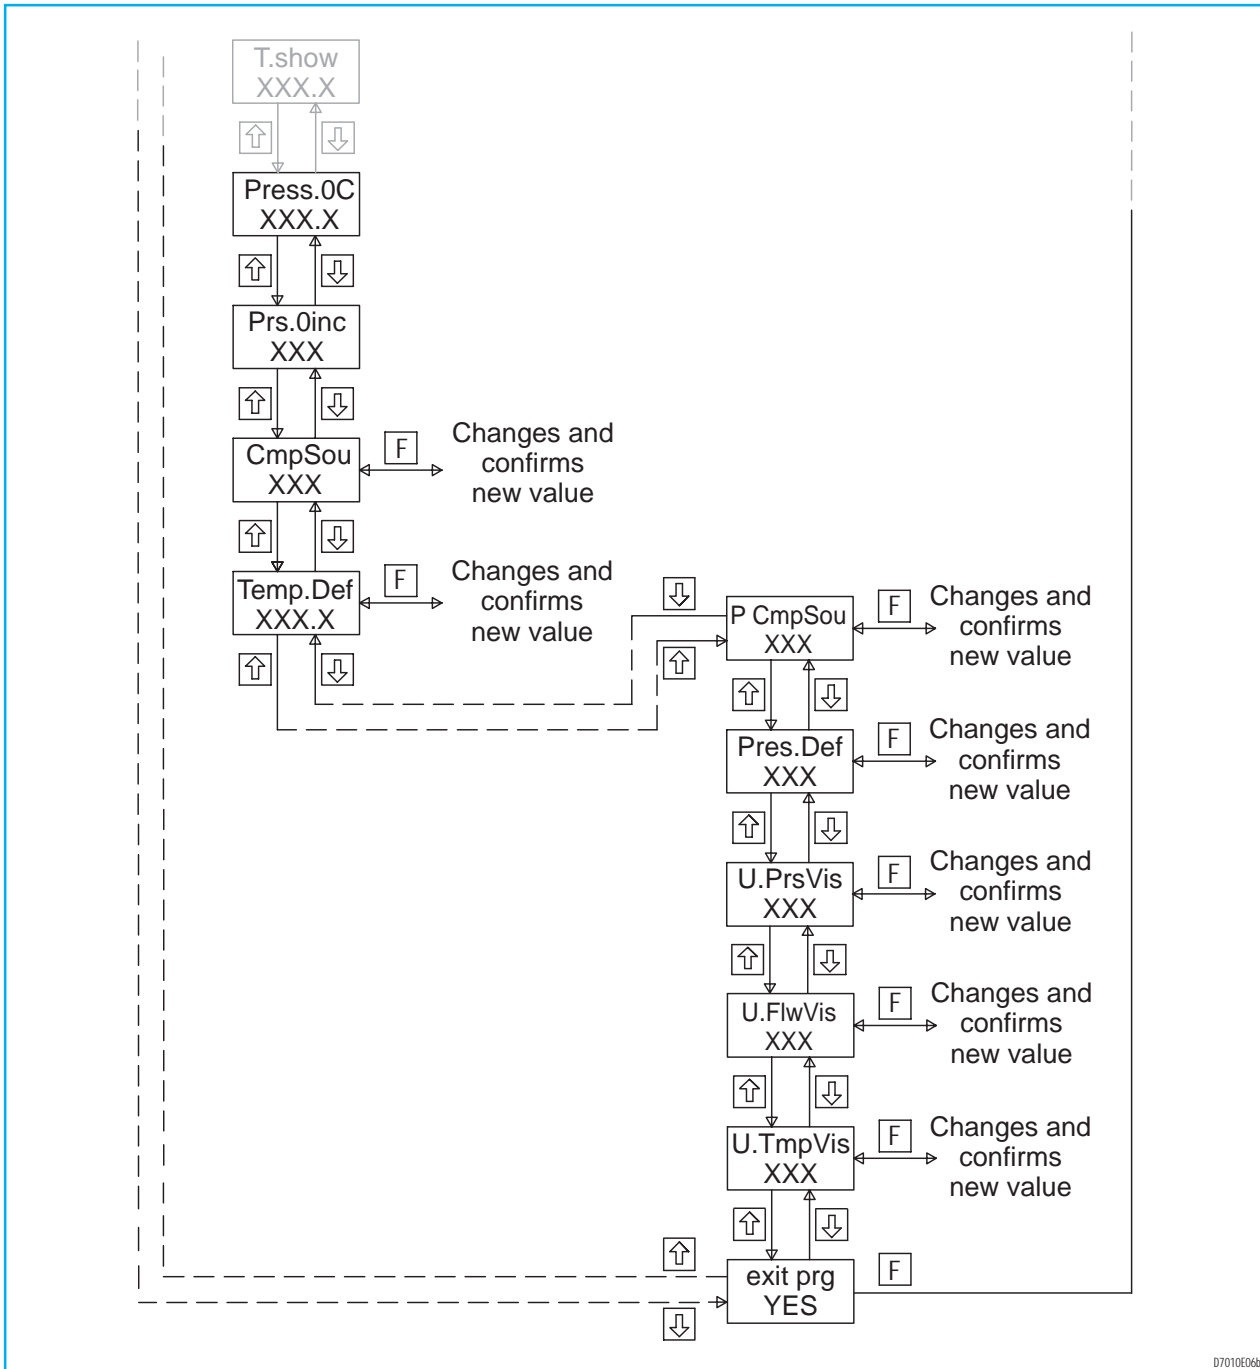 T.show
XXX.X
Press.0C
XXX.X
Prs.0inc
XXX
CmpSou
XXX
F
Changes and
confirms
new value
Temp.Def
XXX.X
F
Changes and
confirms
new value
P CmpSou
XXX
F
Changes and
confirms
new value
Pres.Def
XXX
F
Changes and
confirms
new value
U.PrsVis
XXX
F
Changes and
confirms
new value
U.FlwVis
XXX
F
Changes and
confirms
new value
U.TmpVis
XXX
F
Changes and
confirms
new value
exit prg
YES
F
D7010E06b